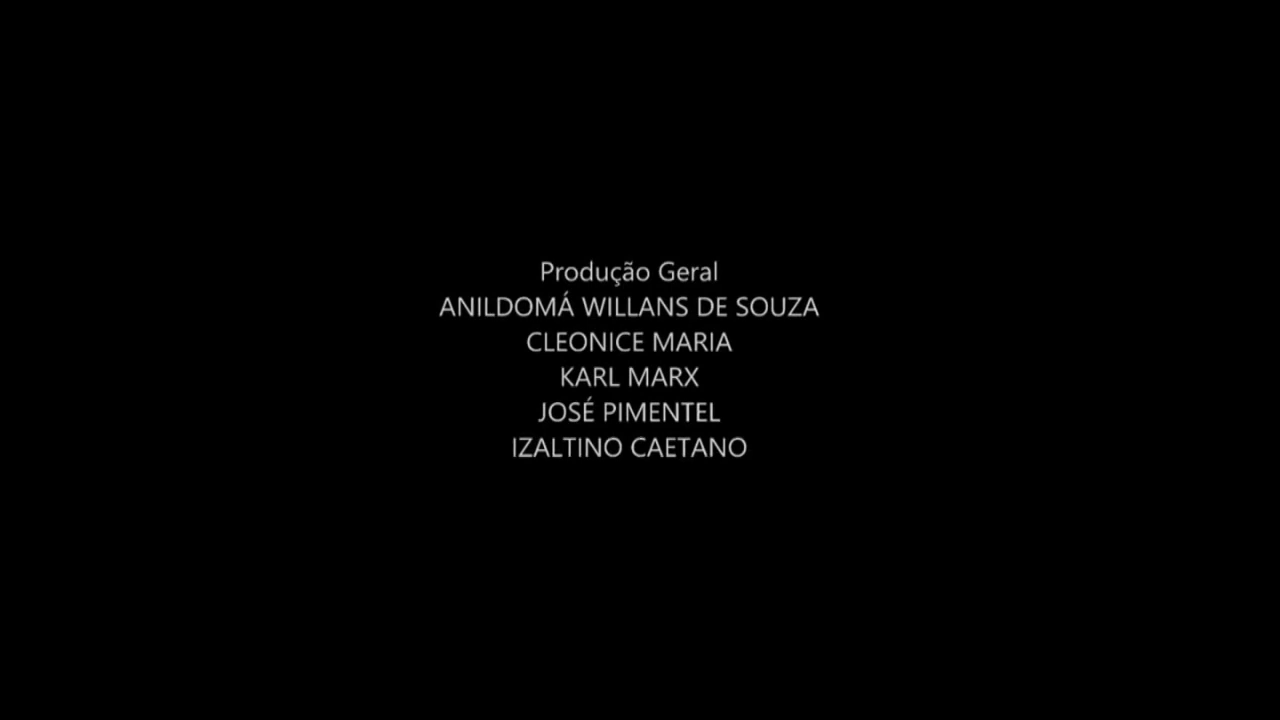 Produção Geral
ANILDOMÁ WILLANS DE SOUZA
CLEONICE MARIA
KARL MARX
JOSÉ PIMENTEL
IZALTINO CAETANO